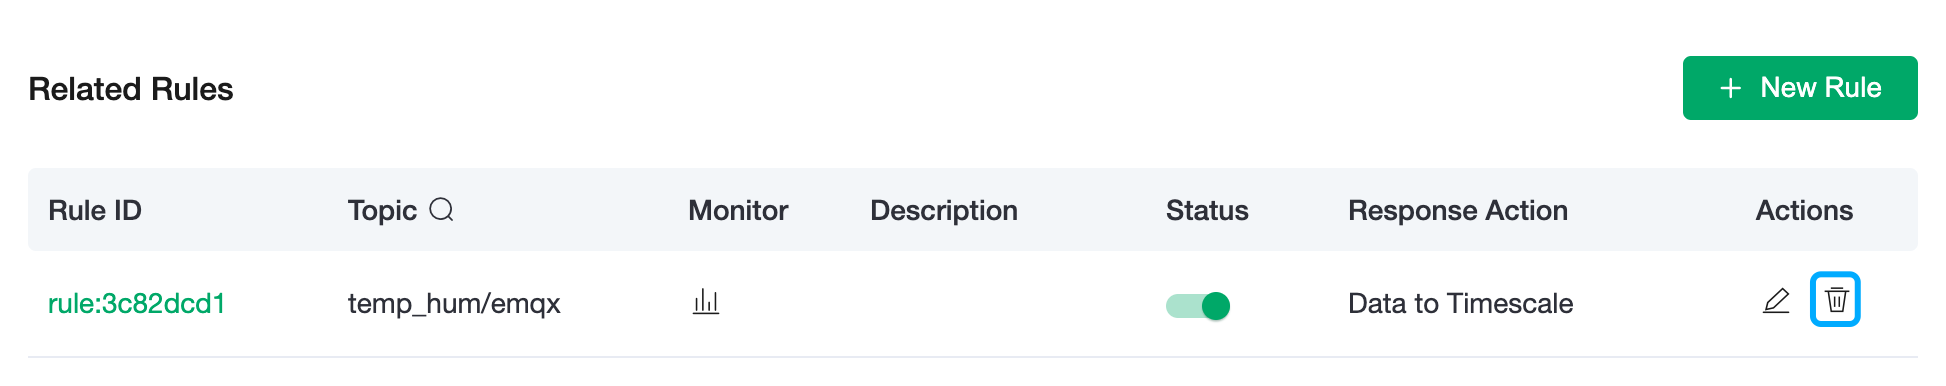 Related Rules
+ New Rule
Rule ID Topic Monitor Description Status Response Action Actions
rule:3c82dcd1 temp_hum/emqx Data to Timescale